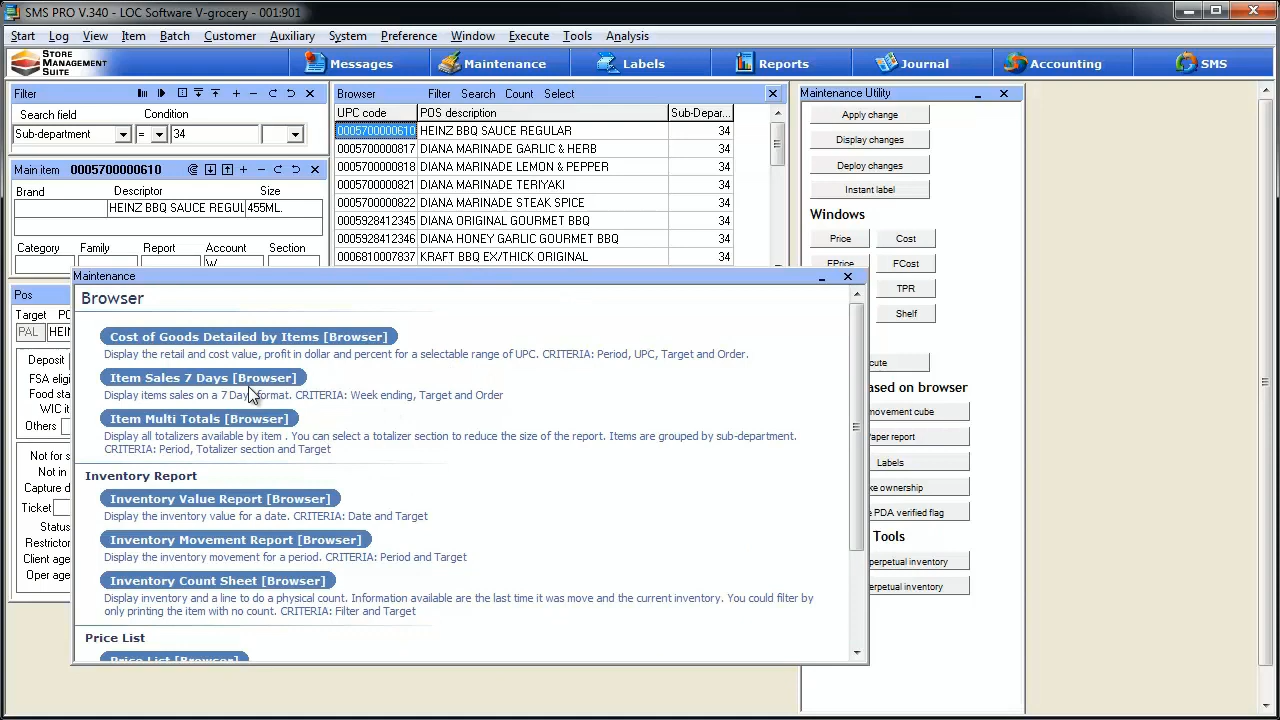 SMS PRO V.340 - LOC Software V-grocery - 001:901
Start Log View Item Batch Customer Auxiliary System Preference Window Execute Tools Analysis
STORE MANAGEMENT SUITE
Messages Maintenance Labels Reports Journal Accounting SMS
Filter
Search field Condition
Sub-department = 34
Main item 0005700000610
Brand Descriptor Size
HEINZ BBQ SAUCE REGUL 455ML.
Category Family Report Account Section
W
Pos
Target
PAL HEIN
Deposit
FSA eligi
Food sta
WIC it
Others
Not for s
Not in
Capture d
Ticket
Status
Restriction
Client age
Oper age
Browser Filter Search Count Select
UPC code POS description Sub-Depar...
0005700000610 HEINZ BBQ SAUCE REGULAR 34
0005700000817 DIANA MARINADE GARLIC & HERB 34
0005700000818 DIANA MARINADE LEMON & PEPPER 34
0005700000821 DIANA MARINADE TERIYAKI 34
0005700000822 DIANA MARINADE STEAK SPICE 34
0005928412345 DIANA ORIGINAL GOURMET BBQ 34
0005928412346 DIANA HONEY GARLIC GOURMET BBQ 34
0006810007837 KRAFT BBQ EX/THICK ORIGINAL 34
Maintenance
Browser
Cost of Goods Detailed by Items [Browser]
Display the retail and cost value, profit in dollar and percent for a selectable range of UPC. CRITERIA: Period, UPC, Target and Order.
Item Sales 7 Days [Browser]
Display items sales on a 7 Day format. CRITERIA: Week ending, Target and Order
Item Multi Totals [Browser]
Display all totalizers available by item . You can select a totalizer section to reduce the size of the report. Items are grouped by sub-department.
CRITERIA: Period, Totalizer section and Target
Inventory Report
Inventory Value Report [Browser]
Display the inventory value for a date. CRITERIA: Date and Target
Inventory Movement Report [Browser]
Display the inventory movement for a period. CRITERIA: Period and Target
Inventory Count Sheet [Browser]
Display inventory and a line to do a physical count. Information available are the last time it was move and the current inventory. You could filter by
only printing the item with no count. CRITERIA: Filter and Target
Price List
Price List [Browser]
Maintenance Utility
Apply change
Display changes
Deploy changes
Instant label
Windows
Price Cost
FPrice FCost
TPR
Shelf
cute
ased on browser
movement cube
Paper report
Labels
ke ownership
e PDA verified flag
Tools
perpetual inventory
perpetual inventory